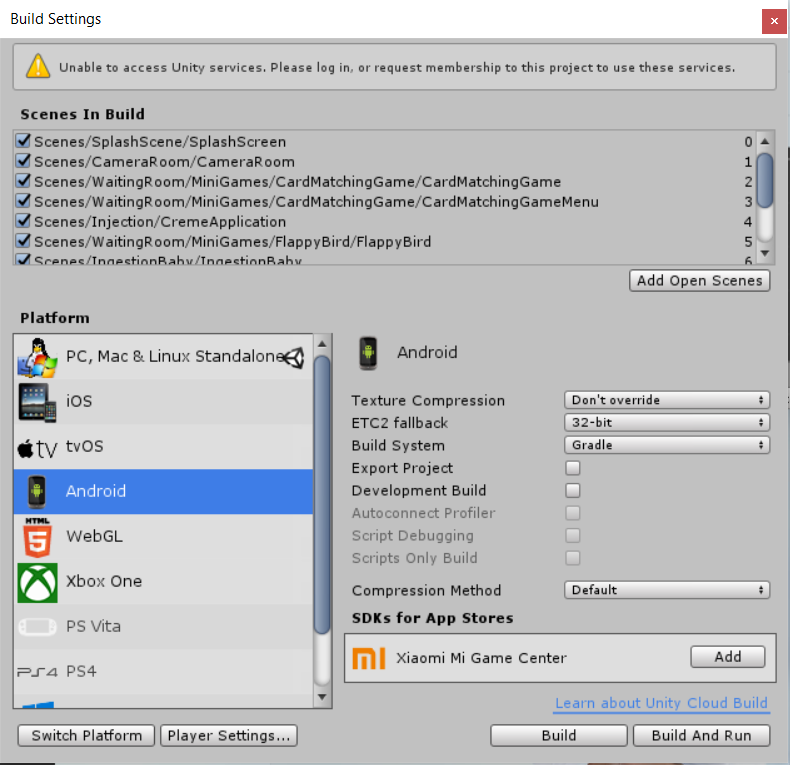 Build Settings
Unable to access Unity services. Please log in, or request membership to this project to use these services.
Scenes In Build
Scenes/SplashScene/SplashScreen 0
Scenes/CameraRoom/CameraRoom 1
Scenes/WaitingRoom/MiniGames/CardMatchingGame/CardMatchingGame 2
Scenes/WaitingRoom/MiniGames/CardMatchingGame/CardMatchingGameMenu 3
Scenes/Injection/CremeApplication 4
Scenes/WaitingRoom/MiniGames/FlappyBird/FlappyBird 5
Scenes/IngestionBaby/IngestionBaby 6
Add Open Scenes
Platform
PC, Mac & Linux Standalone
iOS
tv tvOS
Android
HTML 5 WebGL
Xbox One
PS Vita
PS4 PS4
Android
Texture Compression Don't override
ETC2 fallback 32-bit
Build System Gradle
Export Project
Development Build
Autoconnect Profiler
Script Debugging
Scripts Only Build
Compression Method Default
SDKs for App Stores
mi Xiaomi Mi Game Center Add
Learn about Unity Cloud Build
Switch Platform Player Settings... Build Build And Run